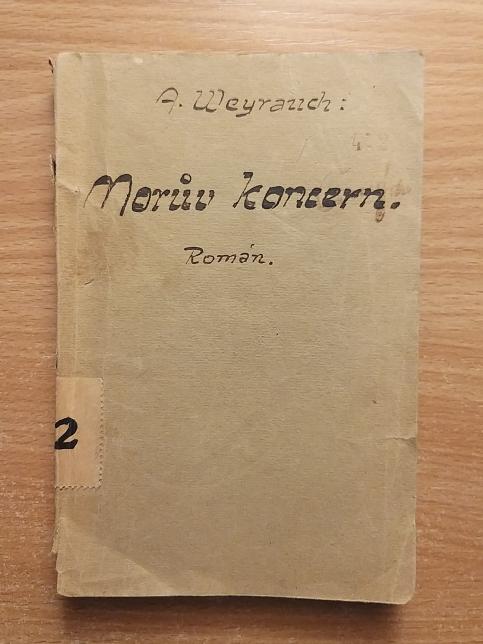 A. Weyrauch:
Morův koncern.
Román.
2